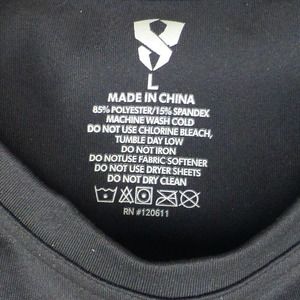 L
MADE IN CHINA
85% POLYESTER/15% SPANDEX
MACHINE WASH COLD
DO NOT USE CHLORINE BLEACH,
TUMBLE DAY LOW
DO NOT IRON
DO NOTUSE FABRIC SOFTENER
DO NOT USE DRYER SHEETS
DO NOT DRY CLEAN
RN #120611